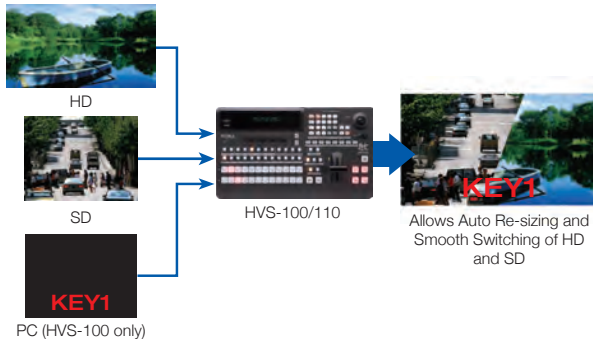 HD
SD
KEY1
PC (HVS-100 only)
HVS-100/110
KEY1
Allows Auto Re-sizing and
Smooth Switching of HD
and SD